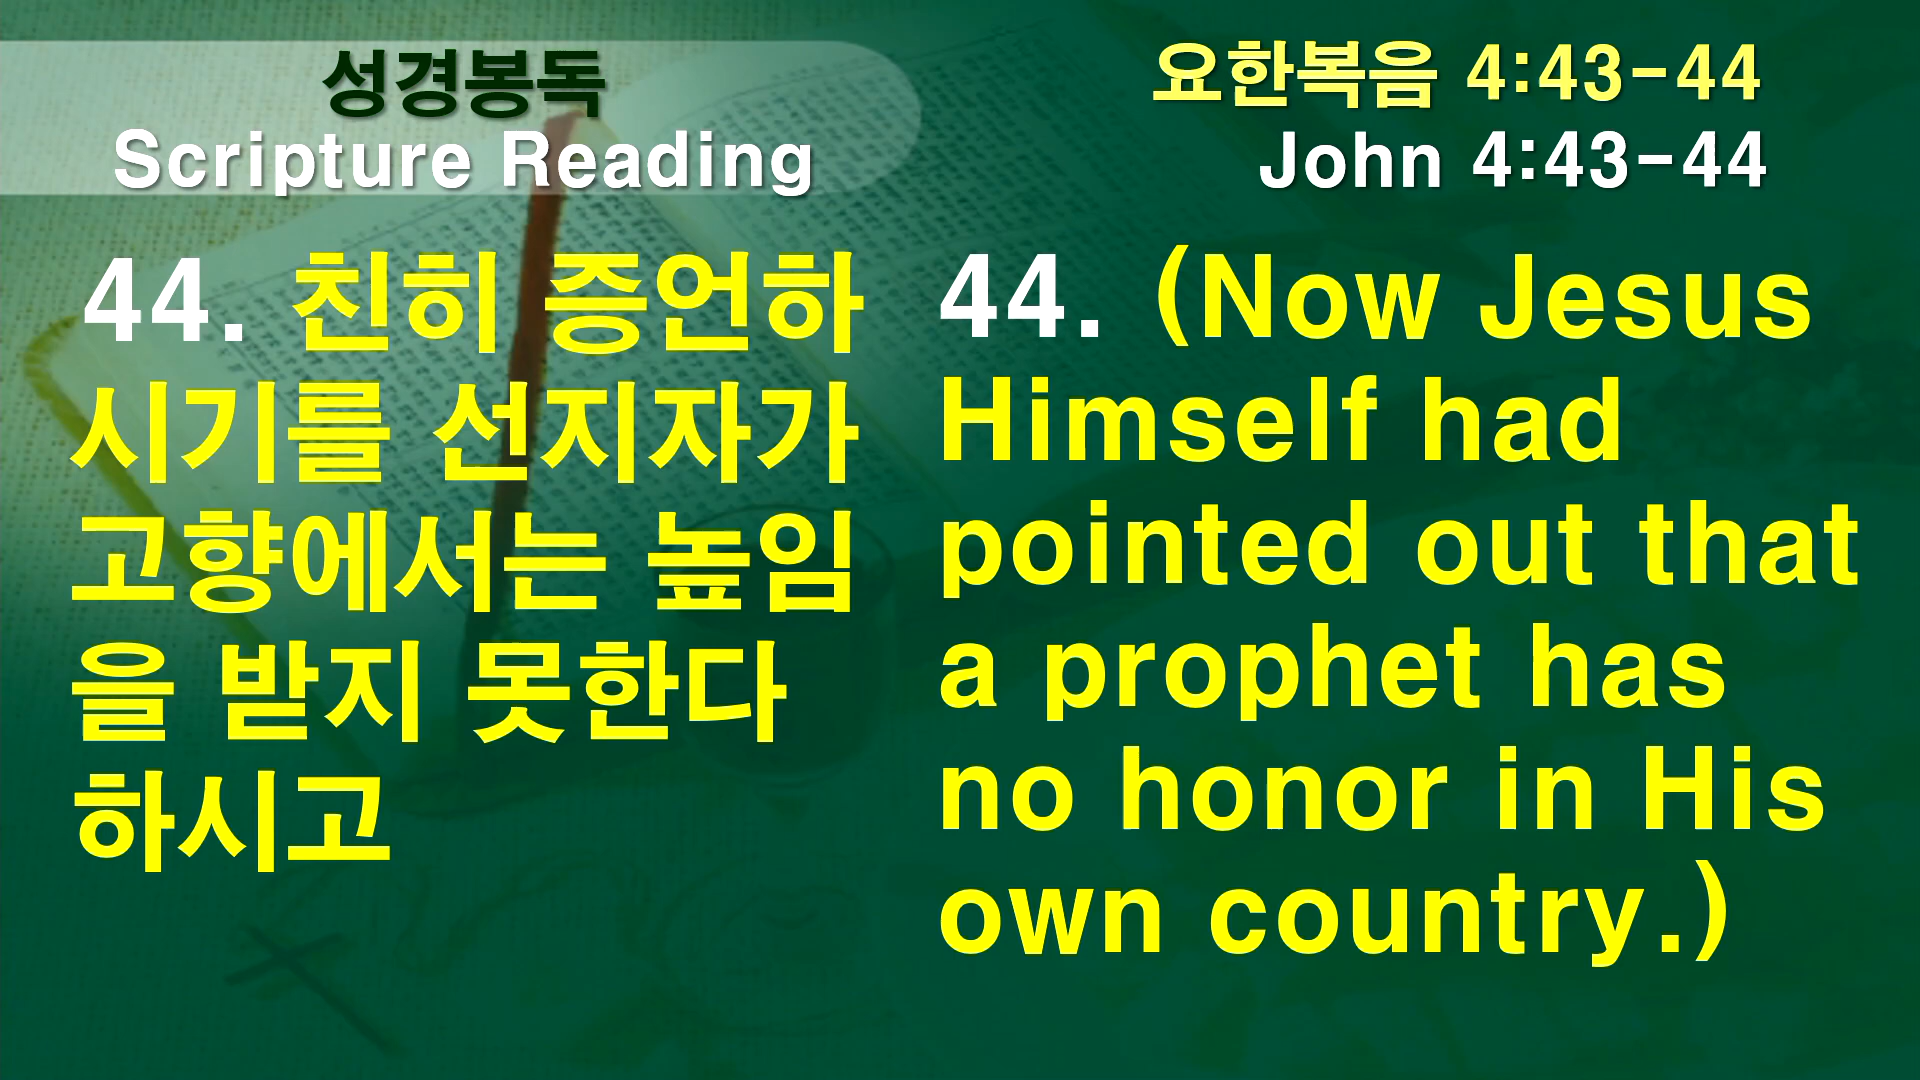 성경봉독
Scripture Reading
요한복음 4:43-44
John 4:43-44
44. 친히 증언하
시기를 선지자가
고향에서는 높임
을 받지 못한다
하시고
44. (Now Jesus
Himself had
pointed out that
a prophet has
no honor in His
own country.)